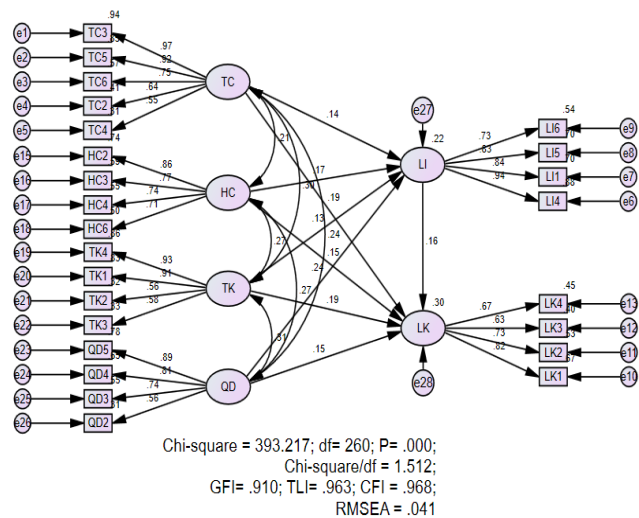 .94
e1 TC3 .97
e2 TC5 .92
e3 TC6 .75
e4 TC2 .64
e5 TC4 .55
TC
e15 HC2 .86
e16 HC3 .77
e17 HC4 .74
e18 HC6 .71
HC
e19 TK4 .93
e20 TK1 .91
e21 TK2 .56
e22 TK3 .58
TK
e23 QD5 .89
e24 QD4 .81
e25 QD3 .74
e26 QD2 .56
QD
.21
.27
.31
.30
.24
.27
.14
.17
.13
.24
.19
.15
.19
.15
.16
e27
.22
LI
.54
.73 LI6 e9
.83 LI5 e8
.84 LI1 e7
.94 LI4 e6
.30
LK
e28
.45
.67 LK4 e13
.63 LK3 e12
.73 LK2 e11
.82 LK1 e10
Chi-square = 393.217; df= 260; P= .000;
Chi-square/df = 1.512;
GFI= .910; TLI= .963; CFI = .968;
RMSEA = .041